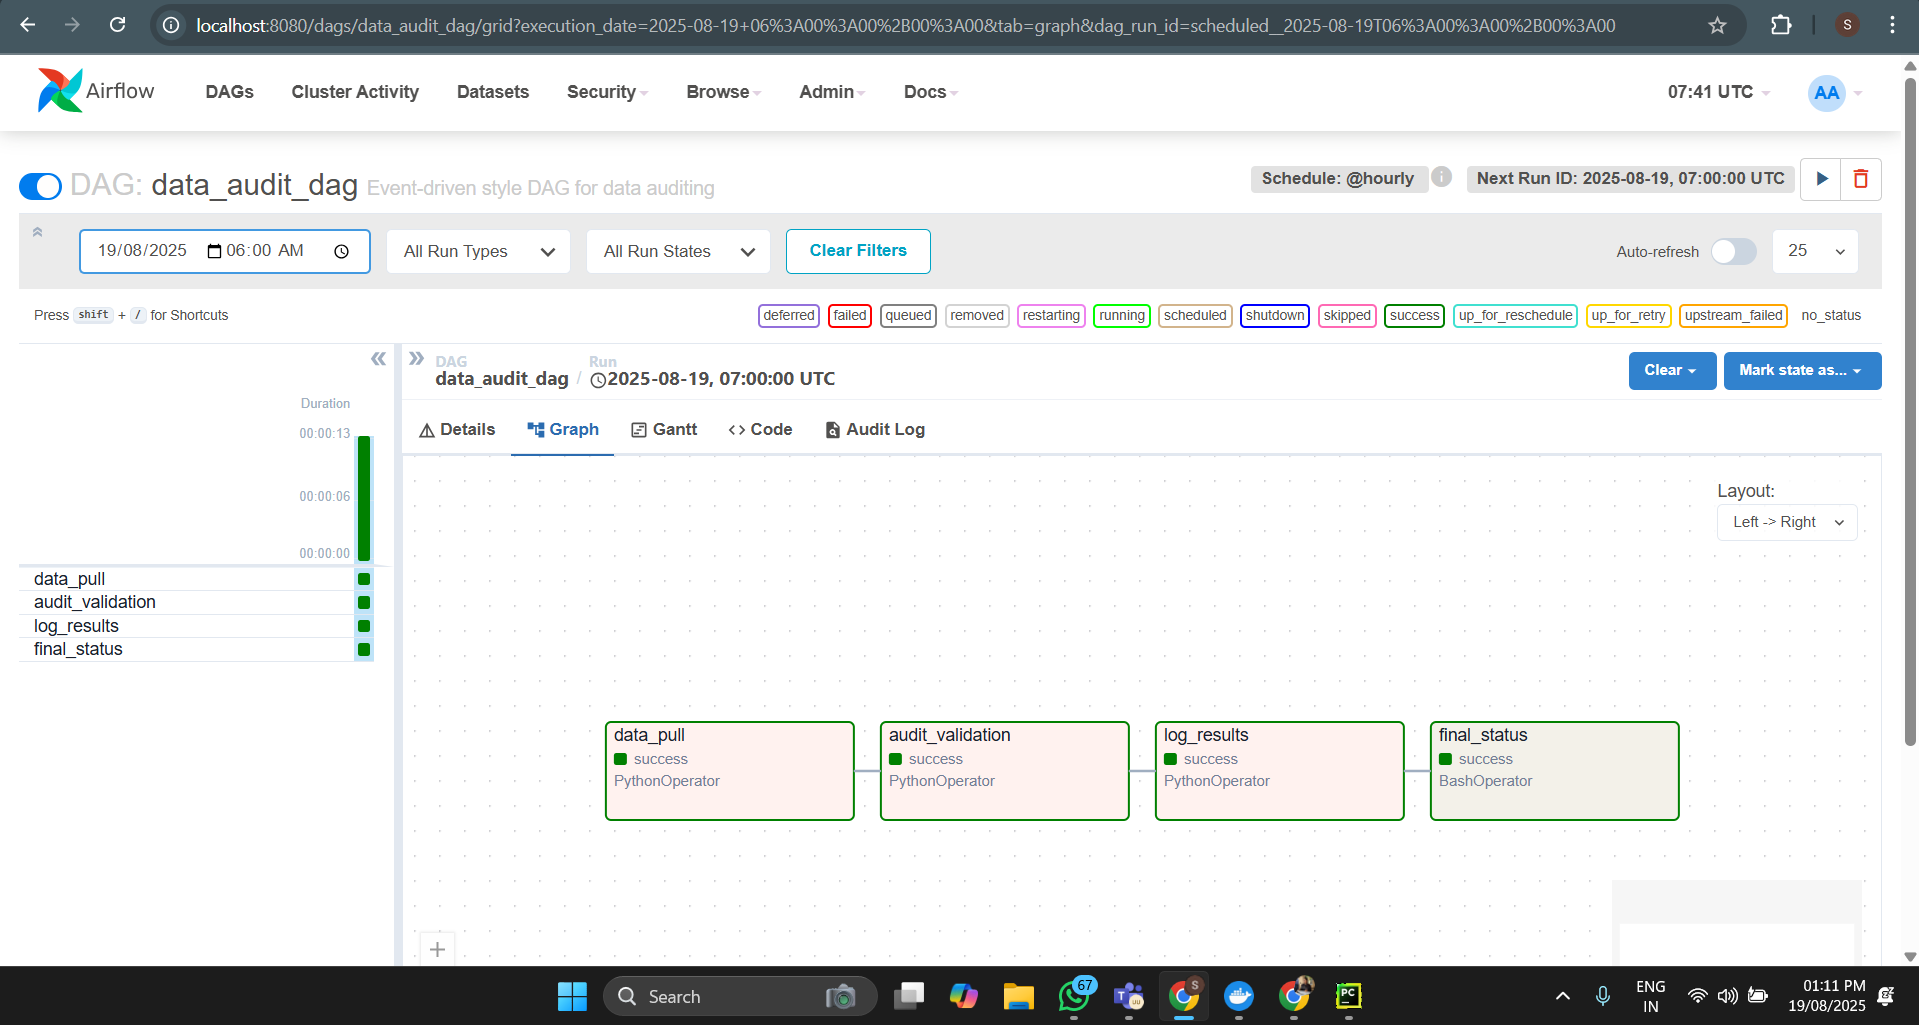 localhost:8080/dags/data_audit_dag/grid?execution_date=2025-08-19+06%3A00%3A00%2B00%3A00&tab=graph&dag_run_id=scheduled__2025-08-19T06%3A00%3A00%2B00%3A00
S
Airflow DAGs Cluster Activity Datasets Security Browse Admin Docs 07:41 UTC AA
DAG: data_audit_dag Event-driven style DAG for data auditing Schedule: @hourly i Next Run ID: 2025-08-19, 07:00:00 UTC
19/08/2025 06:00 AM All Run Types All Run States Clear Filters Auto-refresh 25
Press shift + / for Shortcuts deferred failed queued removed restarting running scheduled shutdown skipped success up_for_reschedule up_for_retry upstream_failed no_status
DAG Run
data_audit_dag / 2025-08-19, 07:00:00 UTC Clear Mark state as...
Duration
00:00:13
00:00:06
00:00:00
data_pull
audit_validation
log_results
final_status
Details Graph Gantt Code Audit Log
Layout:
Left -> Right
data_pull
success
PythonOperator
audit_validation
success
PythonOperator
log_results
success
PythonOperator
final_status
success
BashOperator
+
Search 67 S PC ENG 01:11 PM
IN 19/08/2025